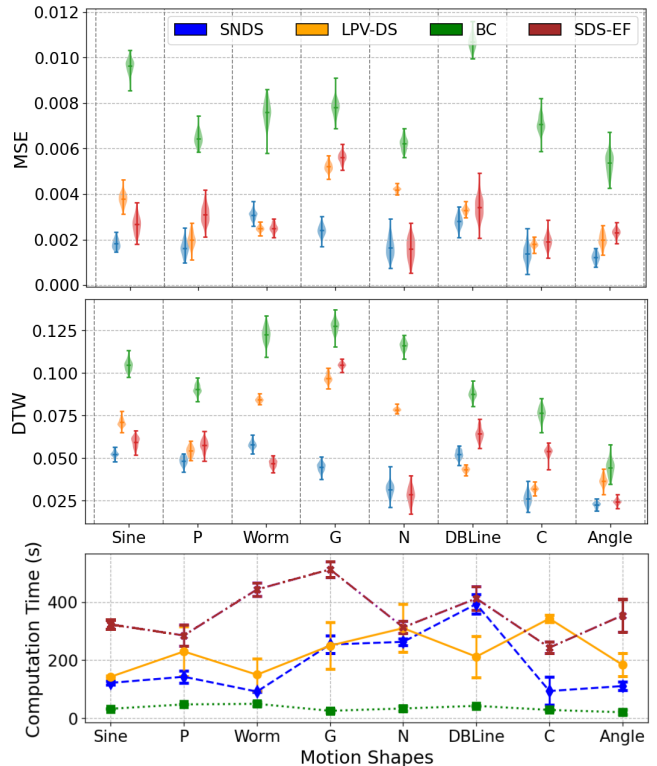 0.012
SNDS LPV-DS BC SDS-EF
0.010
0.008
0.006
0.004
0.002
0.000
MSE
0.125
0.100
0.075
0.050
0.025
DTW
Sine P Worm G N DBLine C Angle
400
200
0
Computation Time (s)
Sine P Worm G N DBLine C Angle
Motion Shapes